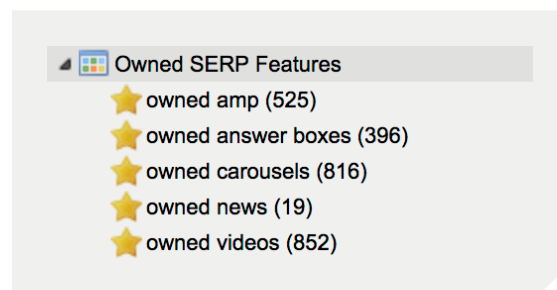 Owned SERP Features
owned amp (525)
owned answer boxes (396)
owned carousels (816)
owned news (19)
owned videos (852)